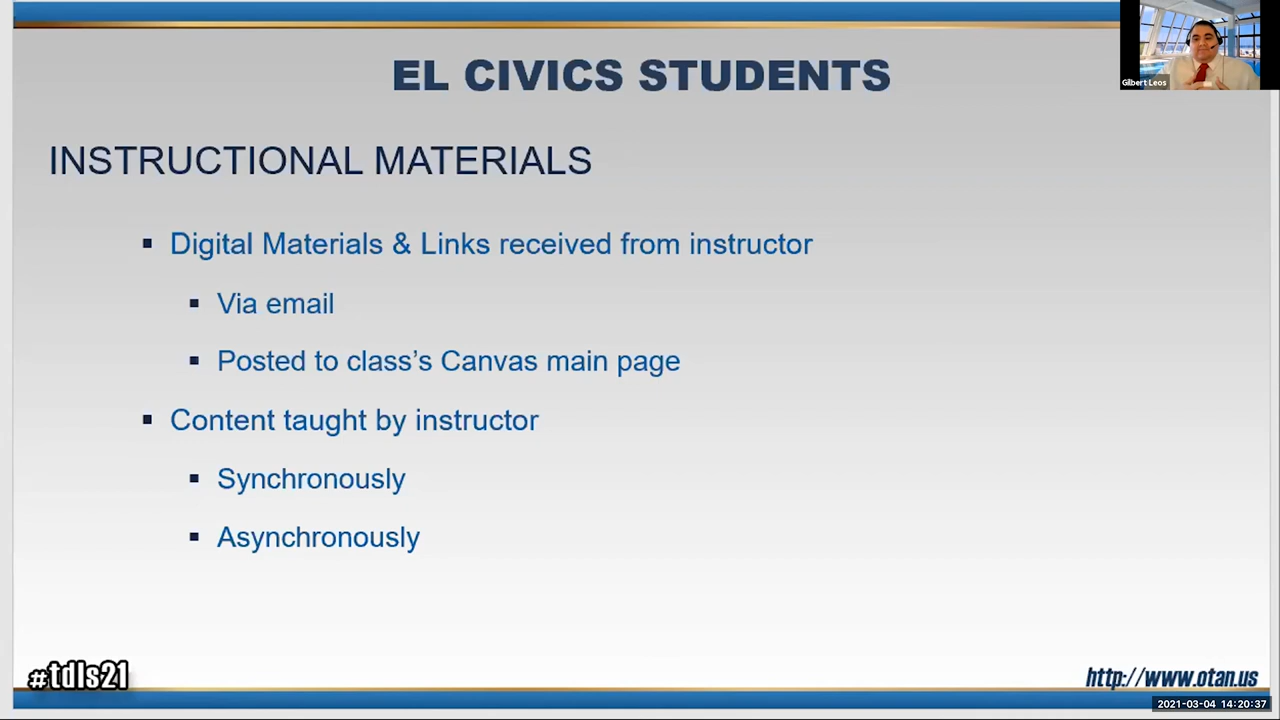 EL CIVICS STUDENTS
Gilbert Leos
INSTRUCTIONAL MATERIALS
▪ Digital Materials & Links received from instructor
▪ Via email
▪ Posted to class’s Canvas main page
▪ Content taught by instructor
▪ Synchronously
▪ Asynchronously
#tdls21
http://www.otan.us
2021-03-04 14:20:37